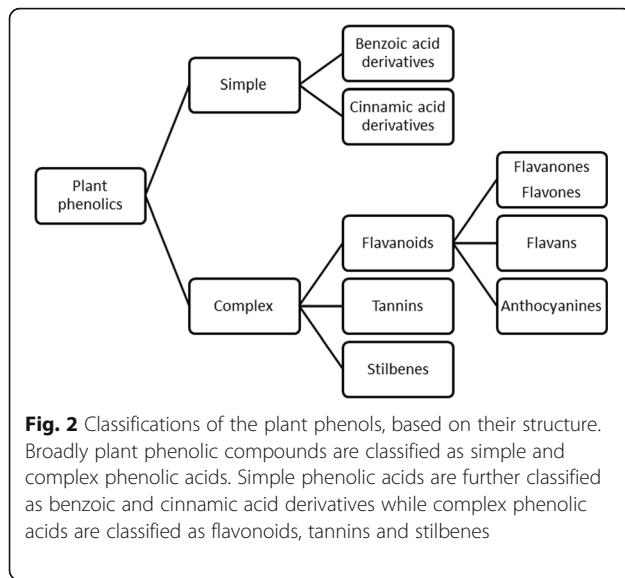 Benzoic acid
derivatives
Simple
Cinnamic acid
derivatives
Plant
phenolics
Flavanones
Flavones
Flavanoids
Flavans
Complex
Tannins
Anthocyanines
Stilbenes
Fig. 2 Classifications of the plant phenols, based on their structure.
Broadly plant phenolic compounds are classified as simple and
complex phenolic acids. Simple phenolic acids are further classified
as benzoic and cinnamic acid derivatives while complex phenolic
acids are classified as flavonoids, tannins and stilbenes